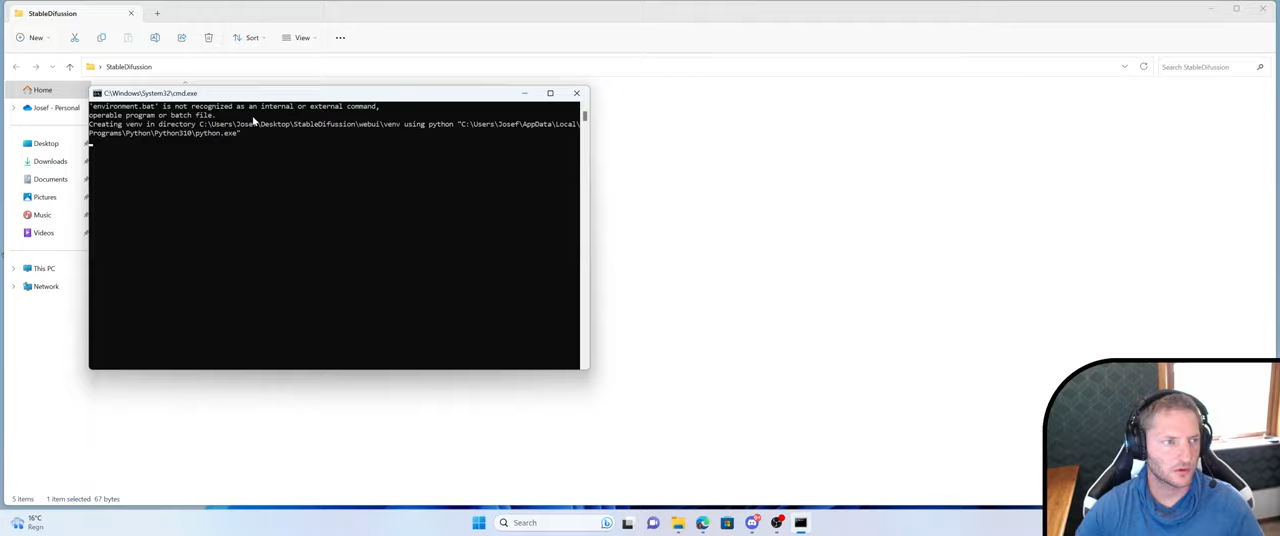 StableDifussion
New
Sort
View
StableDifussion
Search StableDifussion
Home
Josef - Personal
Desktop
Downloads
Documents
Pictures
Music
Videos
This PC
Network
C:\Windows\System32\cmd.exe
'environment.bat' is not recognized as an internal or external command,
operable program or batch file.
Creating venv in directory C:\Users\Josef\Desktop\StableDifussion\webui\venv using python "C:\Users\Josef\AppData\Local\
Programs\Python\Python310\python.exe"
5 items 1 item selected 67 bytes
16°C
Regn
Search